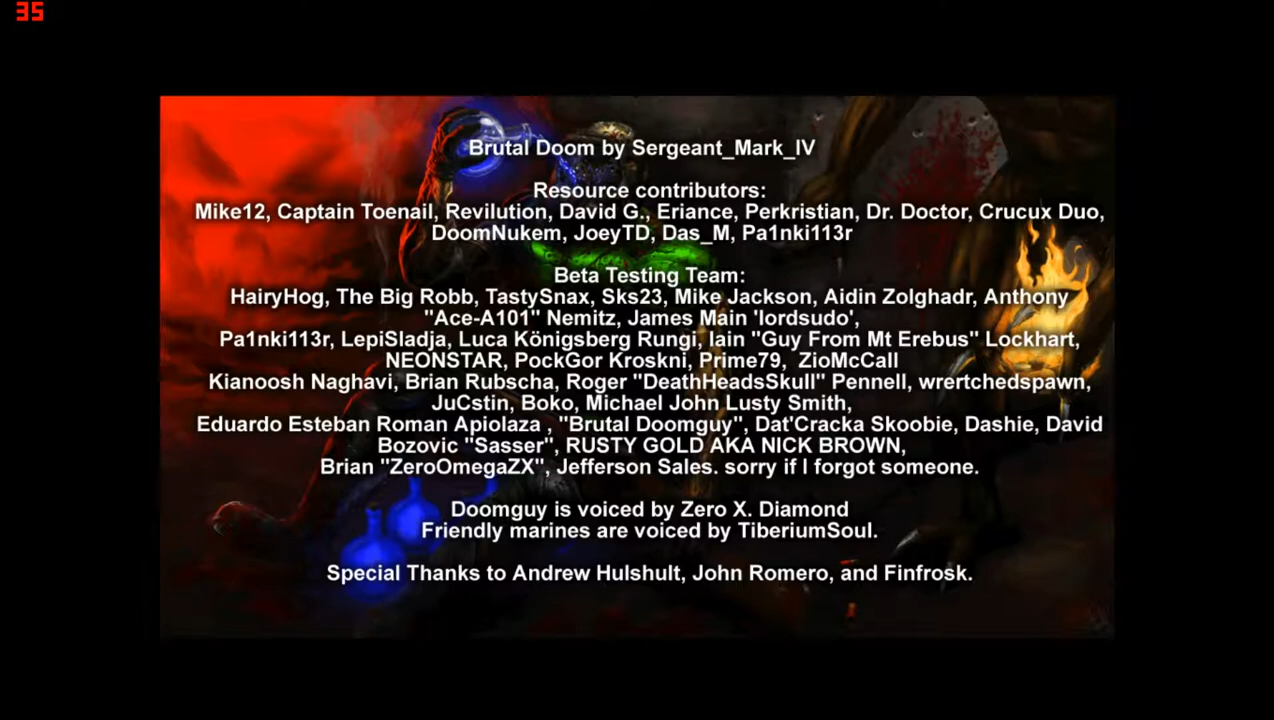 35
Brutal Doom by Sergeant_Mark_IV
Resource contributors:
Mike12, Captain Toenail, Revilution, David G., Eriance, Perkristian, Dr. Doctor, Crucux Duo,
DoomNukem, JoeyTD, Das_M, Pa1nki113r
Beta Testing Team:
HairyHog, The Big Robb, TastySnax, Sks23, Mike Jackson, Aidin Zolghadr, Anthony
"Ace-A101" Nemitz, James Main 'lordsudo',
Pa1nki113r, LepiSladja, Luca Königsberg Rungi, Iain "Guy From Mt Erebus" Lockhart,
NEONSTAR, PockGor Kroskni, Prime79,  ZioMcCall
Kianoosh Naghavi, Brian Rubscha, Roger "DeathHeadsSkull" Pennell, wrertchedspawn,
JuCstin, Boko, Michael John Lusty Smith,
Eduardo Esteban Roman Apiolaza , "Brutal Doomguy", Dat'Cracka Skoobie, Dashie, David
Bozovic "Sasser", RUSTY GOLD AKA NICK BROWN,
Brian "ZeroOmegaZX", Jefferson Sales. sorry if I forgot someone.
Doomguy is voiced by Zero X. Diamond
Friendly marines are voiced by TiberiumSoul.
Special Thanks to Andrew Hulshult, John Romero, and Finfrosk.